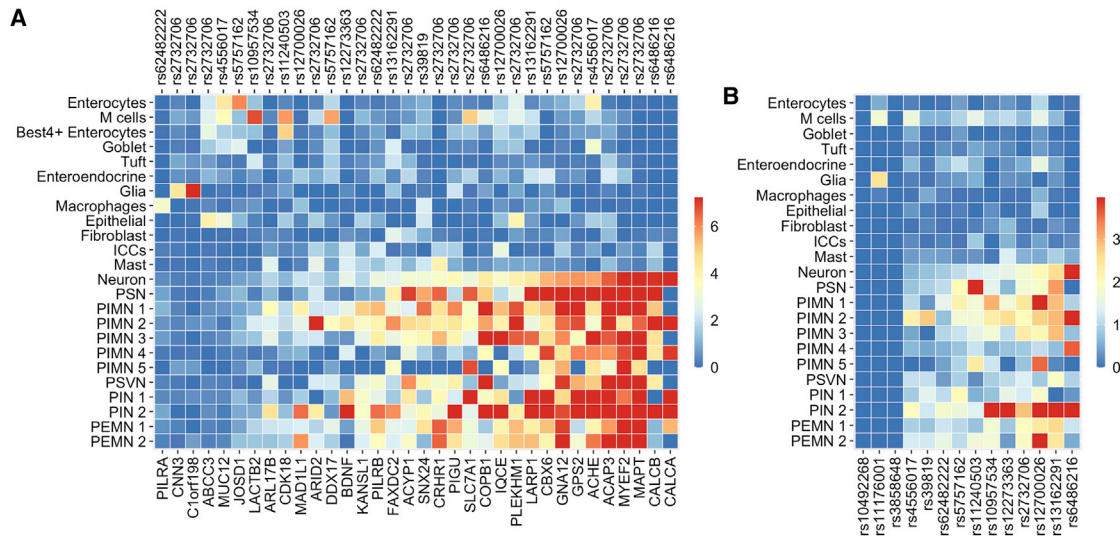 A
rs62482222
rs2732706
rs2732706
rs2732706
rs4556017
rs5757162
rs10957534
rs2732706
rs11240503
rs12700026
rs2732706
rs5757162
rs12273363
rs2732706
rs62482222
rs13162291
rs2732706
rs39819
rs2732706
rs2732706
rs2732706
rs6486216
rs12700026
rs2732706
rs13162291
rs5757162
rs12700026
rs2732706
rs4556017
rs2732706
rs2732706
rs2732706
rs6486216
rs6486216
Enterocytes
M cells
Best4+ Enterocytes
Goblet
Tuft
Enteroendocrine
Glia
Macrophages
Epithelial
Fibroblast
ICCs
Mast
Neuron
PSN
PIMN 1
PIMN 2
PIMN 3
PIMN 4
PIMN 5
PSVN
PIN 1
PIN 2
PEMN 1
PEMN 2
PILRA
CNN3
C1orf198
ABCC3
MUC12
JOSD1
LACTB2
ARL17B
CDK18
MAD1L1
ARID2
DDX17
BDNF
KANSL1
PILRB
FAXDC2
ACYP1
SNX24
CRHR1
PIGU
SLC7A1
COPB1
IQCE
PLEKHM1
LARP1
CBX6
GNA12
GPS2
ACHE
ACAP3
MYEF2
MAPT
CALCB
CALCA
6
4
2
0
B
Enterocytes
M cells
Goblet
Tuft
Enteroendocrine
Glia
Macrophages
Epithelial
Fibroblast
ICCs
Mast
Neuron
PSN
PIMN 1
PIMN 2
PIMN 3
PIMN 4
PIMN 5
PSVN
PIN 1
PIN 2
PEMN 1
PEMN 2
rs10492268
rs11176001
rs3858648
rs4556017
rs39819
rs62482222
rs5757162
rs11240503
rs10957534
rs12273363
rs2732706
rs12700026
rs13162291
rs6486216
3
2
1
0